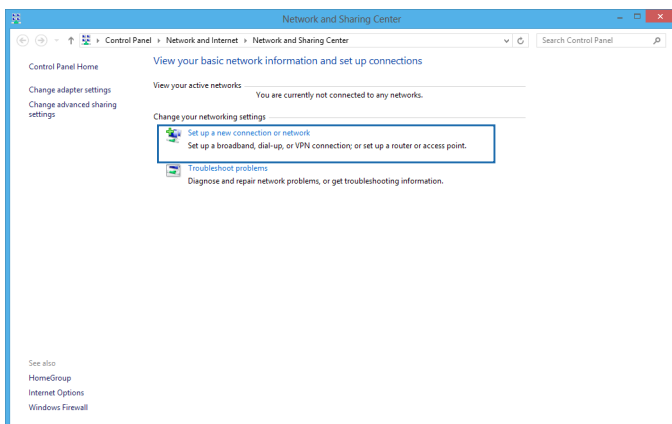 Network and Sharing Center
Control Panel Network and Internet Network and Sharing Center
Search Control Panel
Control Panel Home
Change adapter settings
Change advanced sharing
settings
View your basic network information and set up connections
View your active networks
You are currently not connected to any networks.
Change your networking settings
Set up a new connection or network
Set up a broadband, dial-up, or VPN connection; or set up a router or access point.
Troubleshoot problems
Diagnose and repair network problems, or get troubleshooting information.
See also
HomeGroup
Internet Options
Windows Firewall